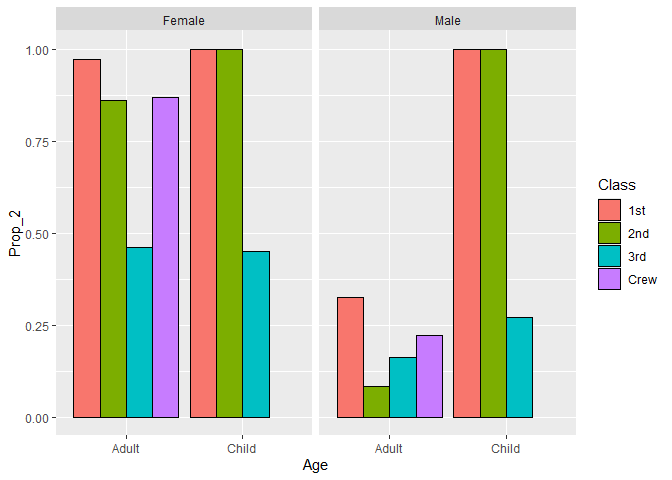 Female
Male
1.00
0.75
0.50
0.25
0.00
Prop_2
Adult
Child
Adult
Child
Age
Class
1st
2nd
3rd
Crew